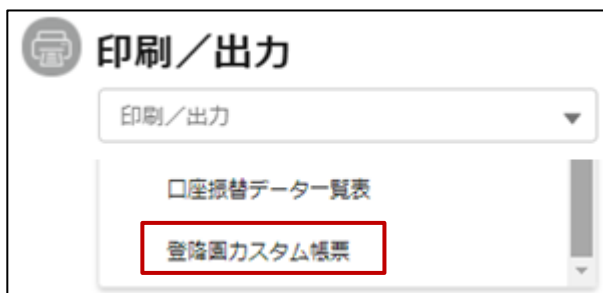 印刷／出力
印刷／出力
口座振替データ一覧表
登降園カスタム帳票